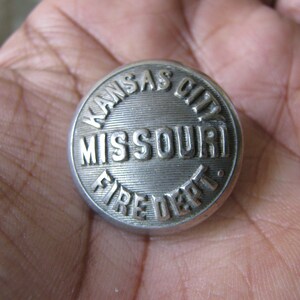 KANSAS CITY
MISSOURI
FIRE DEPT.